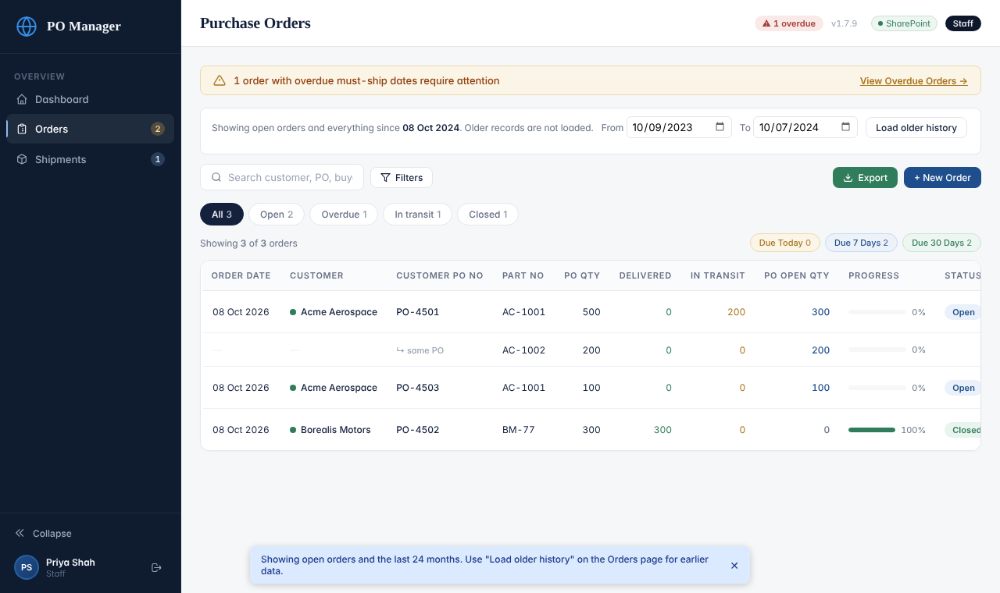 PO Manager
OVERVIEW
Dashboard
Orders 2
Shipments 1
Collapse
PS Priya Shah
Staff
Purchase Orders
1 overdue v1.7.9 SharePoint Staff
1 order with overdue must-ship dates require attention View Overdue Orders →
Showing open orders and everything since 08 Oct 2024. Older records are not loaded. From 10/09/2023 To 10/07/2024 Load older history
Search customer, PO, buy Filters Export + New Order
All 3 Open 2 Overdue 1 In transit 1 Closed 1
Showing 3 of 3 orders Due Today 0 Due 7 Days 2 Due 30 Days 2
ORDER DATE CUSTOMER CUSTOMER PO NO PART NO PO QTY DELIVERED IN TRANSIT PO OPEN QTY PROGRESS STATUS
08 Oct 2026 Acme Aerospace PO-4501 AC-1001 500 0 200 300 0% Open
— — ↳ same PO AC-1002 200 0 0 200 0%
08 Oct 2026 Acme Aerospace PO-4503 AC-1001 100 0 0 100 0% Open
08 Oct 2026 Borealis Motors PO-4502 BM-77 300 300 0 0 100% Closed
Showing open orders and the last 24 months. Use "Load older history" on the Orders page for earlier
data. ✕